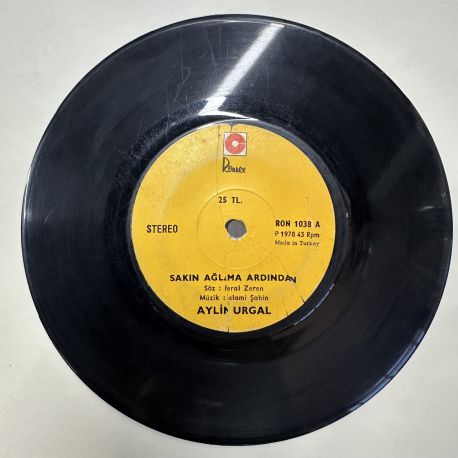 Ronnex
25 TL.
STEREO
RON 1038 A
P 1978 45 Rpm
Made in Turkey
SAKIN AĞLAMA ARDINDAN
Söz : Meral Zeren
Müzik : Selami Şahin
AYLİN URGAL